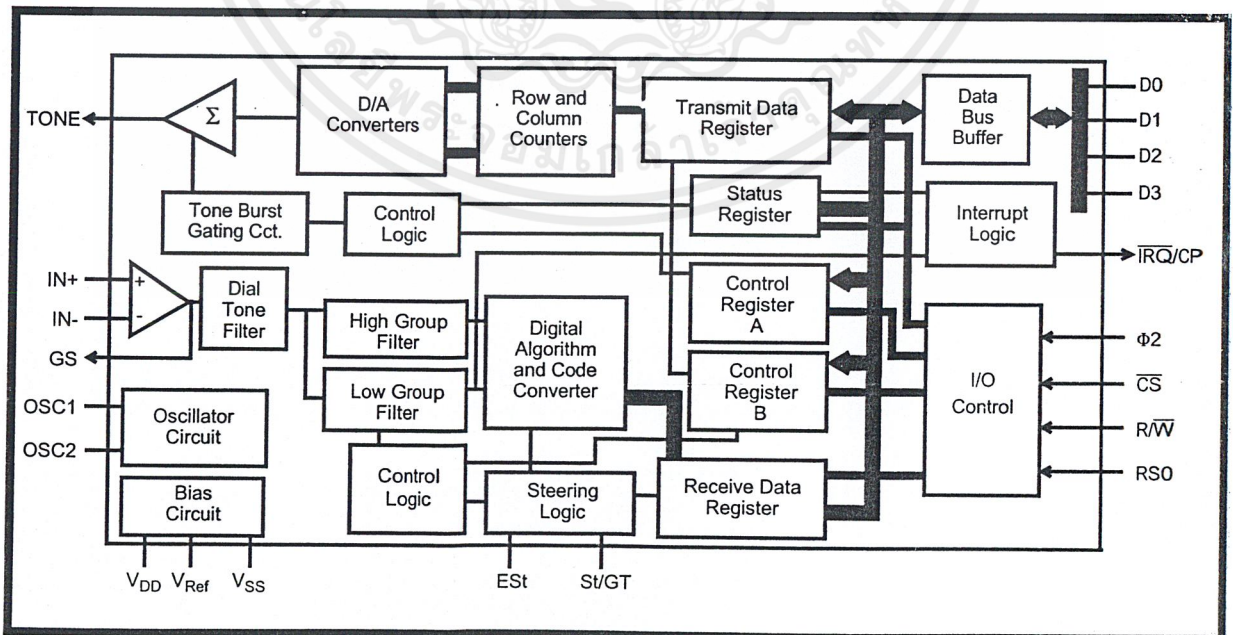 TONE
Σ
D/A
Converters
Row and
Column
Counters
Transmit Data
Register
Data
Bus
Buffer
D0
D1
D2
D3
Tone Burst
Gating Cct.
Control
Logic
Status
Register
Interrupt
Logic
IRQ/CP
IN+
IN-
GS
+
-
Dial
Tone
Filter
High Group
Filter
Low Group
Filter
Digital
Algorithm
and Code
Converter
Control
Register
A
Control
Register
B
I/O
Control
Φ2
CS
R/W
RS0
OSC1
OSC2
Oscillator
Circuit
Bias
Circuit
Control
Logic
Steering
Logic
Receive Data
Register
VDD VRef VSS
ESt
St/GT